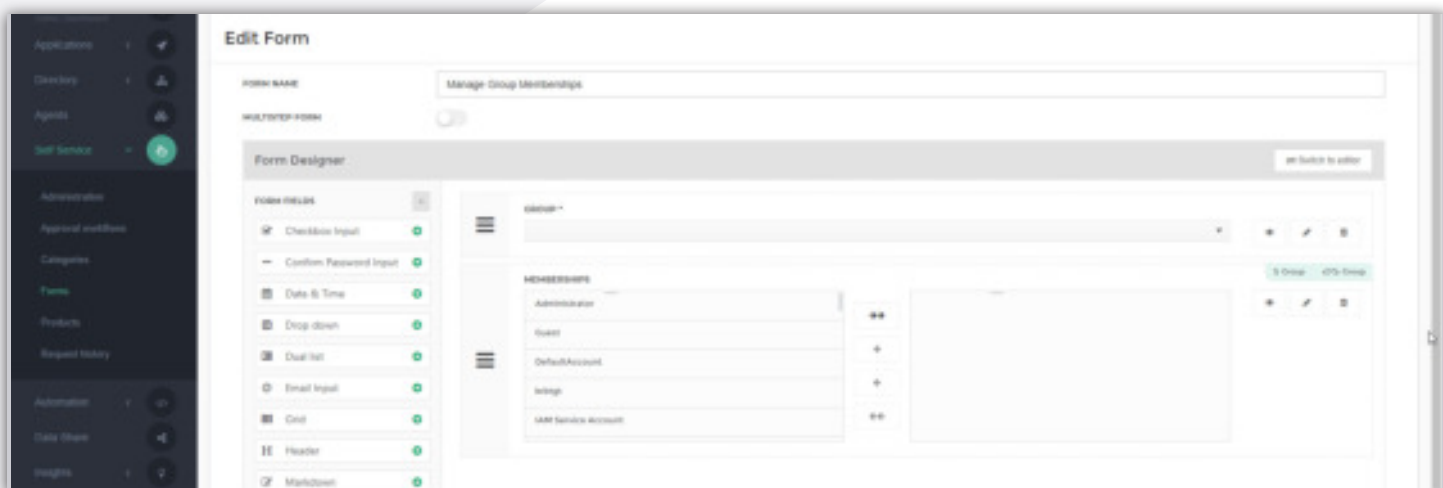 Edit Form
Applications
FORM NAME
Manage Group Memberships
Directory
MULTISTEP FORM
Agents
Self Service
Form Designer
Switch to editor
Administration
FORM FIELDS
GROUP *
Approval workflows
Checkbox Input
Categories
Confirm Password Input
Forms
Date & Time
MEMBERSHIPS
Group
Group
Products
Drop down
Administrator
Request history
Dual list
Guest
DefaultAccount
Email Input
krbtgt
Automation
Grid
IAM Service Account
Data Share
H Header
Insights
Markdown